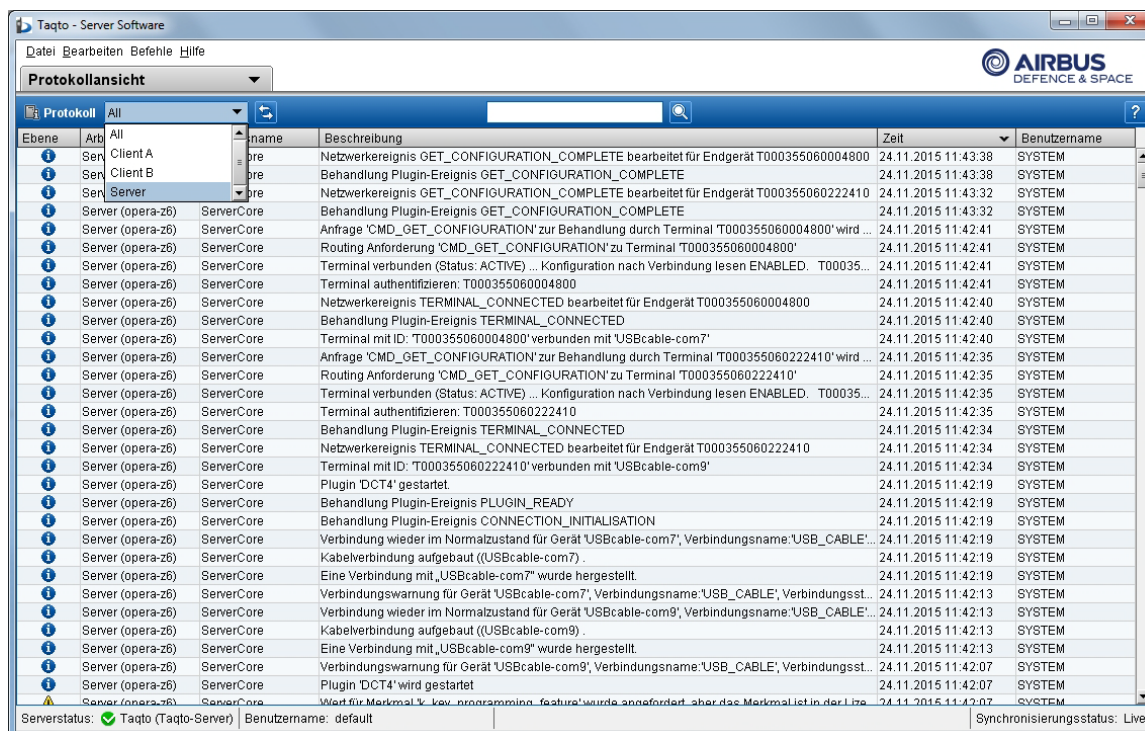 Taqto - Server Software
Datei Bearbeiten Befehle Hilfe
AIRBUS
DEFENCE & SPACE
Protokollansicht
Protokoll All
?
Ebene Arb name Beschreibung Zeit Benutzername
All
Client A
Client B
Server
Netzwerkereignis GET_CONFIGURATION_COMPLETE bearbeitet für Endgerät T000355060004800 24.11.2015 11:43:38 SYSTEM
Behandlung Plugin-Ereignis GET_CONFIGURATION_COMPLETE 24.11.2015 11:43:38 SYSTEM
Netzwerkereignis GET_CONFIGURATION_COMPLETE bearbeitet für Endgerät T000355060222410 24.11.2015 11:43:32 SYSTEM
Server (opera-z6) ServerCore Behandlung Plugin-Ereignis GET_CONFIGURATION_COMPLETE 24.11.2015 11:43:32 SYSTEM
Server (opera-z6) ServerCore Anfrage 'CMD_GET_CONFIGURATION' zur Behandlung durch Terminal 'T000355060004800' wird ... 24.11.2015 11:42:41 SYSTEM
Server (opera-z6) ServerCore Routing Anforderung 'CMD_GET_CONFIGURATION' zu Terminal 'T000355060004800' 24.11.2015 11:42:41 SYSTEM
Server (opera-z6) ServerCore Terminal verbunden (Status: ACTIVE) ... Konfiguration nach Verbindung lesen ENABLED. T00035... 24.11.2015 11:42:41 SYSTEM
Server (opera-z6) ServerCore Terminal authentifizieren: T000355060004800 24.11.2015 11:42:41 SYSTEM
Server (opera-z6) ServerCore Netzwerkereignis TERMINAL_CONNECTED bearbeitet für Endgerät T000355060004800 24.11.2015 11:42:40 SYSTEM
Server (opera-z6) ServerCore Behandlung Plugin-Ereignis TERMINAL_CONNECTED 24.11.2015 11:42:40 SYSTEM
Server (opera-z6) ServerCore Terminal mit ID: 'T000355060004800' verbunden mit 'USBcable-com7' 24.11.2015 11:42:40 SYSTEM
Server (opera-z6) ServerCore Anfrage 'CMD_GET_CONFIGURATION' zur Behandlung durch Terminal 'T000355060222410' wird ... 24.11.2015 11:42:35 SYSTEM
Server (opera-z6) ServerCore Routing Anforderung 'CMD_GET_CONFIGURATION' zu Terminal 'T000355060222410' 24.11.2015 11:42:35 SYSTEM
Server (opera-z6) ServerCore Terminal verbunden (Status: ACTIVE) ... Konfiguration nach Verbindung lesen ENABLED. T00035... 24.11.2015 11:42:35 SYSTEM
Server (opera-z6) ServerCore Terminal authentifizieren: T000355060222410 24.11.2015 11:42:35 SYSTEM
Server (opera-z6) ServerCore Behandlung Plugin-Ereignis TERMINAL_CONNECTED 24.11.2015 11:42:34 SYSTEM
Server (opera-z6) ServerCore Netzwerkereignis TERMINAL_CONNECTED bearbeitet für Endgerät T000355060222410 24.11.2015 11:42:34 SYSTEM
Server (opera-z6) ServerCore Terminal mit ID: 'T000355060222410' verbunden mit 'USBcable-com9' 24.11.2015 11:42:34 SYSTEM
Server (opera-z6) ServerCore Plugin 'DCT4' gestartet. 24.11.2015 11:42:19 SYSTEM
Server (opera-z6) ServerCore Behandlung Plugin-Ereignis PLUGIN_READY 24.11.2015 11:42:19 SYSTEM
Server (opera-z6) ServerCore Behandlung Plugin-Ereignis CONNECTION_INITIALISATION 24.11.2015 11:42:19 SYSTEM
Server (opera-z6) ServerCore Verbindung wieder im Normalzustand für Gerät 'USBcable-com7', Verbindungsname:'USB_CABLE'... 24.11.2015 11:42:19 SYSTEM
Server (opera-z6) ServerCore Kabelverbindung aufgebaut ((USBcable-com7) . 24.11.2015 11:42:19 SYSTEM
Server (opera-z6) ServerCore Eine Verbindung mit „USBcable-com7" wurde hergestellt. 24.11.2015 11:42:19 SYSTEM
Server (opera-z6) ServerCore Verbindungswarnung für Gerät 'USBcable-com7', Verbindungsname:'USB_CABLE', Verbindungsst... 24.11.2015 11:42:13 SYSTEM
Server (opera-z6) ServerCore Verbindung wieder im Normalzustand für Gerät 'USBcable-com9', Verbindungsname:'USB_CABLE'... 24.11.2015 11:42:13 SYSTEM
Server (opera-z6) ServerCore Kabelverbindung aufgebaut ((USBcable-com9) . 24.11.2015 11:42:13 SYSTEM
Server (opera-z6) ServerCore Eine Verbindung mit „USBcable-com9" wurde hergestellt. 24.11.2015 11:42:13 SYSTEM
Server (opera-z6) ServerCore Verbindungswarnung für Gerät 'USBcable-com9', Verbindungsname:'USB_CABLE', Verbindungsst... 24.11.2015 11:42:07 SYSTEM
Server (opera-z6) ServerCore Plugin 'DCT4' wird gestartet 24.11.2015 11:42:07 SYSTEM
Server (opera-z6) ServerCore Wert für Merkmal 'k_key_programming_feature' wurde angefordert, aber das Merkmal ist in der Lize... 24.11.2015 11:42:07 SYSTEM
Serverstatus: Taqto (Taqto-Server) Benutzername: default Synchronisierungsstatus: Live